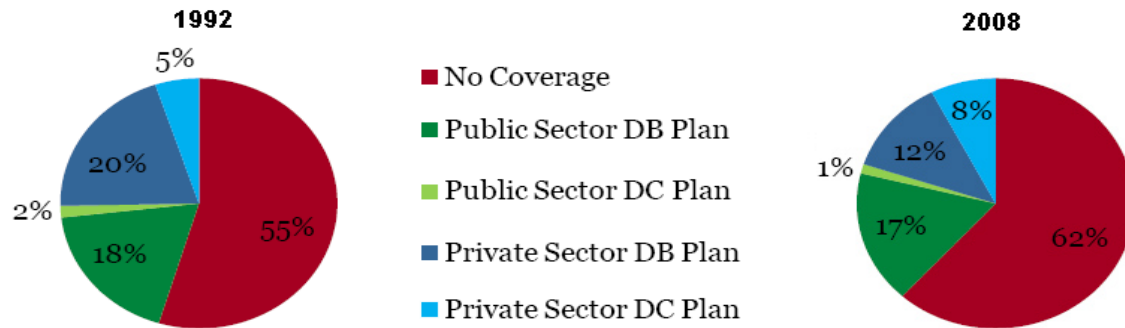 1992
5%
20%
2%
18%
55%
No Coverage
Public Sector DB Plan
Public Sector DC Plan
Private Sector DB Plan
Private Sector DC Plan
2008
8%
12%
1%
17%
62%